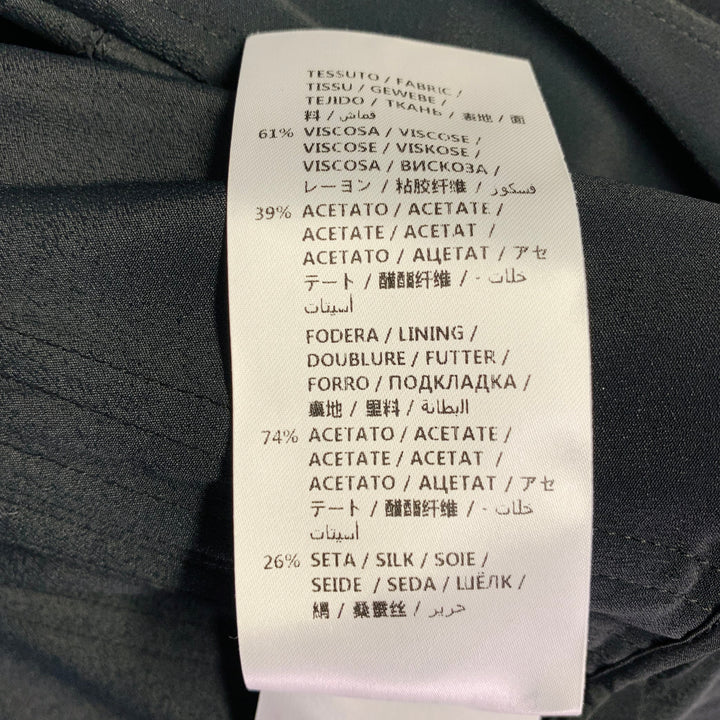 TESSUTO / FABRIC /
TISSU / GEWEBE /
TEJIDO / ТКАНЬ / 表地 / 面
料 / قماش /
61% VISCOSA / VISCOSE /
VISCOSE / VISKOSE /
VISCOSA / ВИСКОЗА /
レーヨン / 粘胶纤维 / فسكوز
39% ACETATO / ACETATE /
ACETATE / ACETAT /
ACETATO / АЦЕТАТ / アセ
テート / 醋酯纤维 / خلات -
أسيتات
FODERA / LINING /
DOUBLURE / FUTTER /
FORRO / ПОДКЛАДКА /
裏地 / 里料 / البطانة
74% ACETATO / ACETATE /
ACETATE / ACETAT /
ACETATO / АЦЕТАТ / アセ
テート / 醋酯纤维 / خلات -
أسيتات
26% SETA / SILK / SOIE /
SEIDE / SEDA / ШЁЛК /
絹 / 桑蚕丝 / حرير /